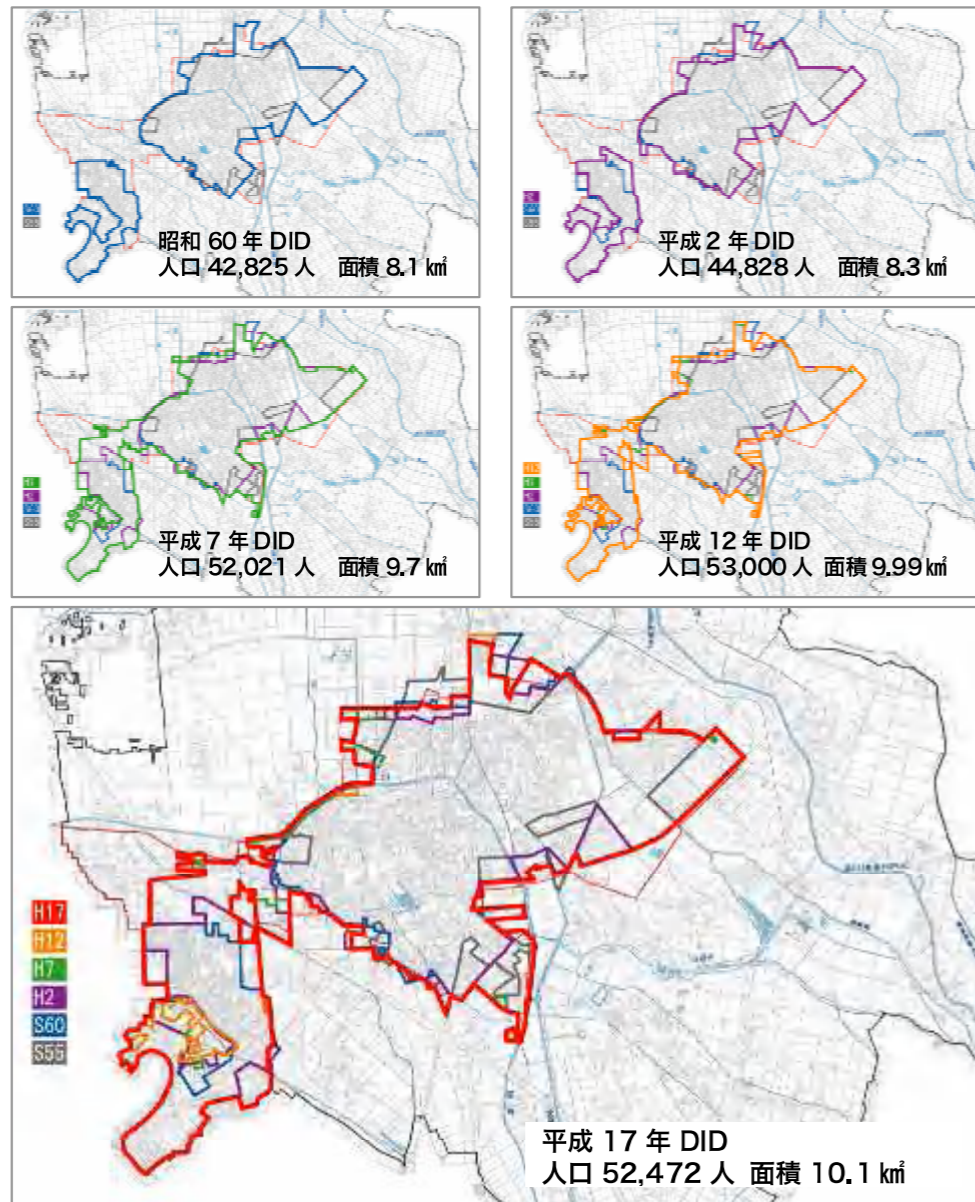 昭和 60 年 DID
人口 42,825 人 面積 8.1 ㎢
平成 2 年 DID
人口 44,828 人 面積 8.3 ㎢
平成 7 年 DID
人口 52,021 人 面積 9.7 ㎢
平成 12 年 DID
人口 53,000 人 面積 9.99 ㎢
H17
H12
H7
H2
S60
S55
平成 17 年 DID
人口 52,472 人 面積 10.1 ㎢